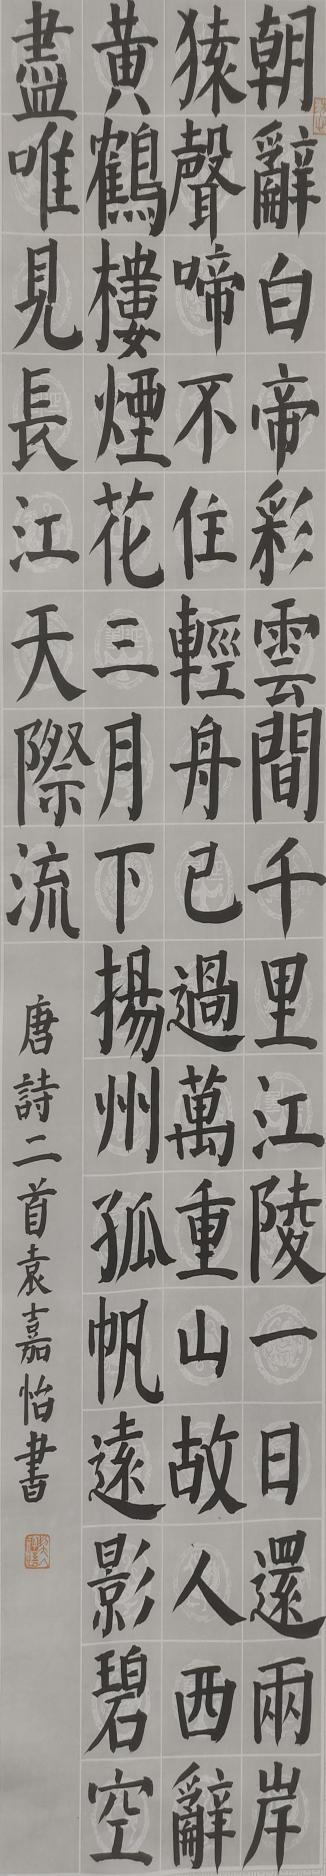 朝辭白帝彩雲間千里江陵一日還兩岸
猿聲啼不住輕舟已過萬重山故人西辭
黃鶴樓煙花三月下揚州孤帆遠影碧空
盡唯見長江天際流
唐詩二首袁嘉怡書